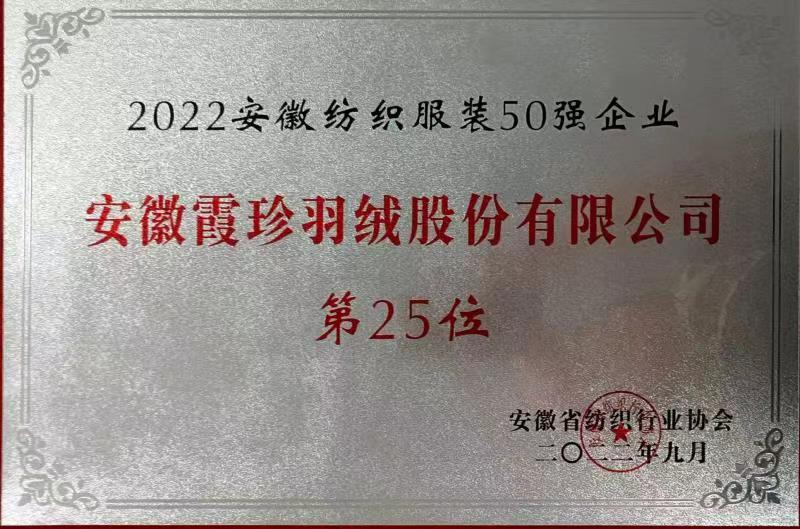 2022安徽纺织服装50强企业
安徽霞珍羽绒股份有限公司
第25位
安徽省纺织行业协会
二〇二二年九月